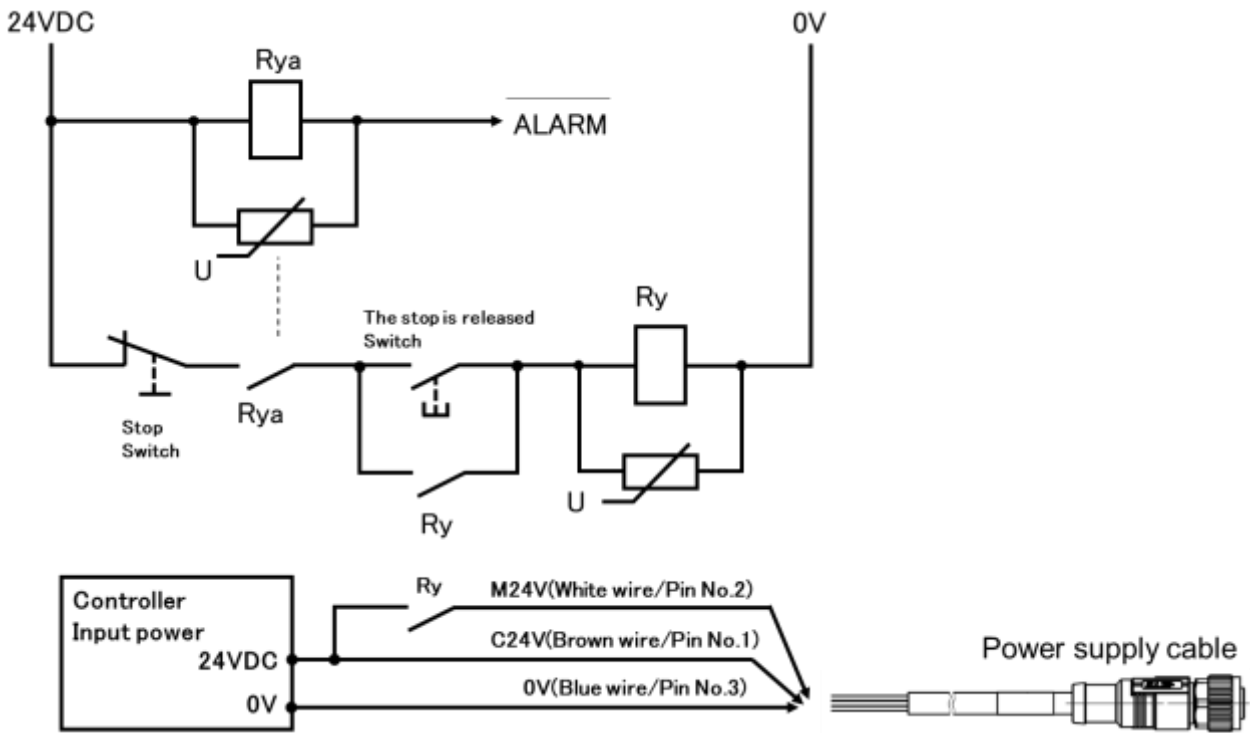 24VDC
0V
Rya
ALARM
U
The stop is released
Switch
Ry
Rya
Stop
Switch
U
Ry
Controller
Input power
24VDC
0V
Ry
M24V(White wire/Pin No.2)
C24V(Brown wire/Pin No.1)
0V(Blue wire/Pin No.3)
Power supply cable